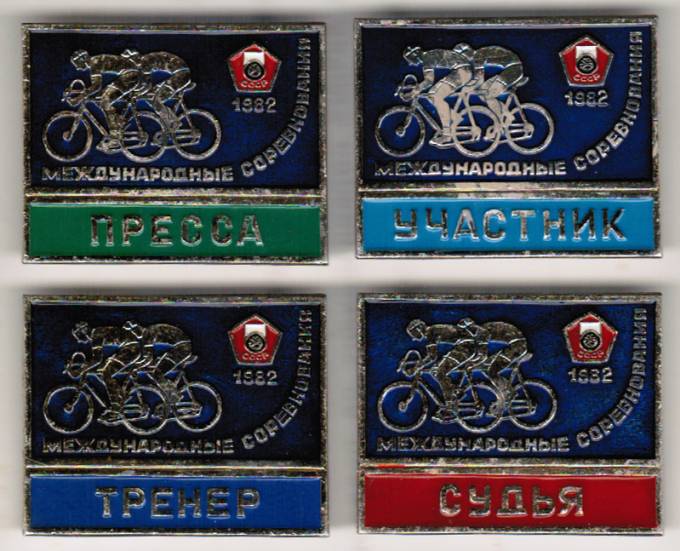 СССР
1982
МЕЖДУНАРОДНЫЕ СОРЕВНОВАНИЯ
ПРЕССА
СССР
1982
МЕЖДУНАРОДНЫЕ СОРЕВНОВАНИЯ
УЧАСТНИК
СССР
1982
МЕЖДУНАРОДНЫЕ СОРЕВНОВАНИЯ
ТРЕНЕР
СССР
1982
МЕЖДУНАРОДНЫЕ СОРЕВНОВАНИЯ
СУДЬЯ